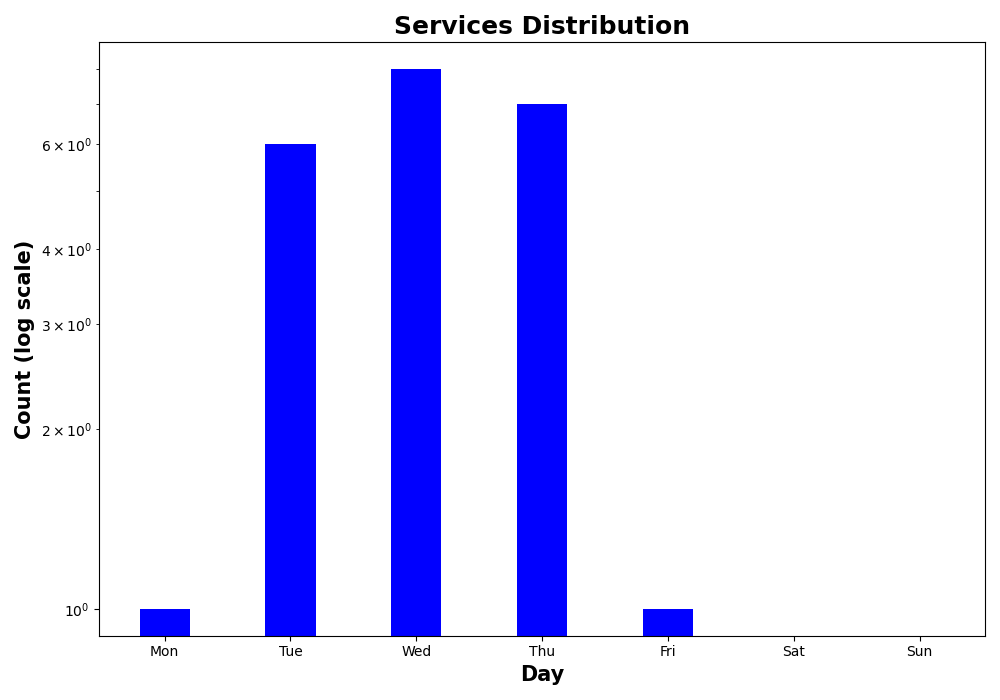 Services Distribution
Count (log scale)
6 × 10⁰
4 × 10⁰
3 × 10⁰
2 × 10⁰
10⁰
Mon Tue Wed Thu Fri Sat Sun
Day